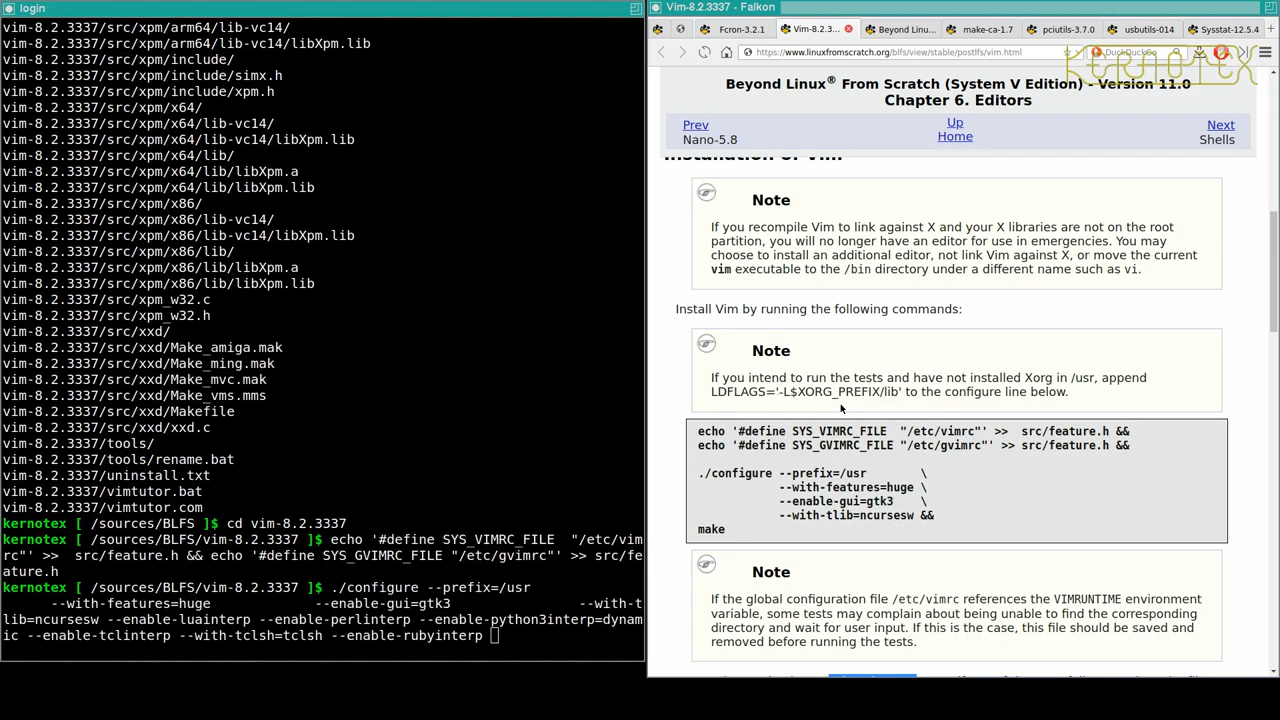 login
vim-8.2.3337/src/xpm/arm64/lib-vc14/
vim-8.2.3337/src/xpm/arm64/lib-vc14/libXpm.lib
vim-8.2.3337/src/xpm/include/
vim-8.2.3337/src/xpm/include/simx.h
vim-8.2.3337/src/xpm/include/xpm.h
vim-8.2.3337/src/xpm/x64/
vim-8.2.3337/src/xpm/x64/lib-vc14/
vim-8.2.3337/src/xpm/x64/lib-vc14/libXpm.lib
vim-8.2.3337/src/xpm/x64/lib/
vim-8.2.3337/src/xpm/x64/lib/libXpm.a
vim-8.2.3337/src/xpm/x64/lib/libXpm.lib
vim-8.2.3337/src/xpm/x86/
vim-8.2.3337/src/xpm/x86/lib-vc14/
vim-8.2.3337/src/xpm/x86/lib-vc14/libXpm.lib
vim-8.2.3337/src/xpm/x86/lib/
vim-8.2.3337/src/xpm/x86/lib/libXpm.a
vim-8.2.3337/src/xpm/x86/lib/libXpm.lib
vim-8.2.3337/src/xpm_w32.c
vim-8.2.3337/src/xpm_w32.h
vim-8.2.3337/src/xxd/
vim-8.2.3337/src/xxd/Make_amiga.mak
vim-8.2.3337/src/xxd/Make_ming.mak
vim-8.2.3337/src/xxd/Make_mvc.mak
vim-8.2.3337/src/xxd/Make_vms.mms
vim-8.2.3337/src/xxd/Makefile
vim-8.2.3337/src/xxd/xxd.c
vim-8.2.3337/tools/
vim-8.2.3337/tools/rename.bat
vim-8.2.3337/uninstall.txt
vim-8.2.3337/vimtutor.bat
vim-8.2.3337/vimtutor.com
kernotex [ /sources/BLFS ]$ cd vim-8.2.3337
kernotex [ /sources/BLFS/vim-8.2.3337 ]$ echo '#define SYS_VIMRC_FILE  "/etc/vim
rc"' >>  src/feature.h && echo '#define SYS_GVIMRC_FILE "/etc/gvimrc"' >> src/fe
ature.h
kernotex [ /sources/BLFS/vim-8.2.3337 ]$ ./configure --prefix=/usr
--with-features=huge             --enable-gui=gtk3                --with-t
lib=ncursesw --enable-luainterp --enable-perlinterp --enable-python3interp=dynam
ic --enable-tclinterp --with-tclsh=tclsh --enable-rubyinterp
Vim-8.2.3337 - Falkon
Fcron-3.2.1
Vim-8.2.3...
Beyond Linu...
make-ca-1.7
pciutils-3.7.0
usbutils-014
Sysstat-12.5.4
https://www.linuxfromscratch.org/blfs/view/stable/postlfs/vim.html
DuckDuckGo
KERNOTEX
Beyond Linux® From Scratch (System V Edition) - Version 11.0
Chapter 6. Editors
Prev
Up
Next
Nano-5.8
Home
Shells
Installation of Vim
Note
If you recompile Vim to link against X and your X libraries are not on the root
partition, you will no longer have an editor for use in emergencies. You may
choose to install an additional editor, not link Vim against X, or move the current
vim executable to the /bin directory under a different name such as vi.
Install Vim by running the following commands:
Note
If you intend to run the tests and have not installed Xorg in /usr, append
LDFLAGS='-L$XORG_PREFIX/lib' to the configure line below.
echo '#define SYS_VIMRC_FILE  "/etc/vimrc"' >>  src/feature.h &&
echo '#define SYS_GVIMRC_FILE "/etc/gvimrc"' >> src/feature.h &&
./configure --prefix=/usr        \
--with-features=huge \
--enable-gui=gtk3    \
--with-tlib=ncursesw &&
make
Note
If the global configuration file /etc/vimrc references the VIMRUNTIME environment
variable, some tests may complain about being unable to find the corresponding
directory and wait for user input. If this is the case, this file should be saved and
removed before running the tests.